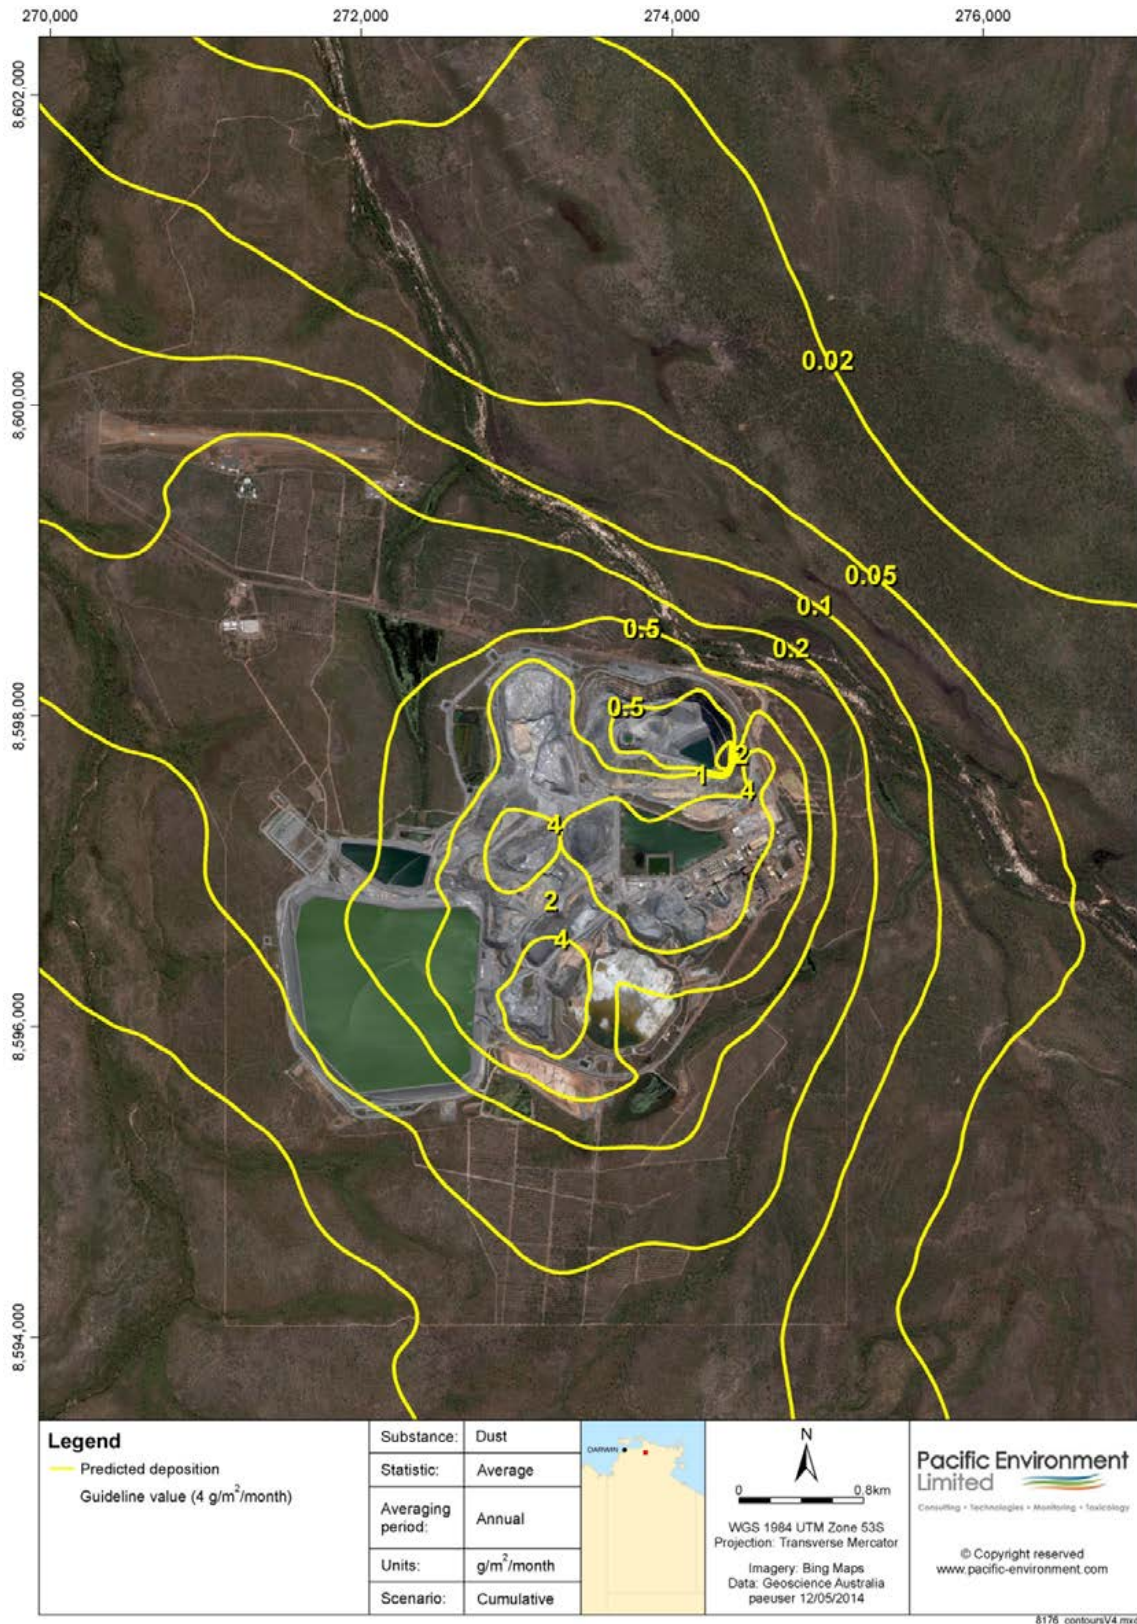 270,000
272,000
274,000
276,000
8,602,000
8,600,000
8,598,000
8,596,000
8,594,000
0.02
0.05
0.1
0.5
0.2
0.5
2
1
4
4
2
4
Legend
Predicted deposition
Guideline value (4 g/m²/month)
Substance: Dust
Statistic: Average
Averaging period: Annual
Units: g/m²/month
Scenario: Cumulative
DARWIN
N
0 0.8km
WGS 1984 UTM Zone 53S
Projection: Transverse Mercator
Imagery: Bing Maps
Data: Geoscience Australia
paeuser 12/05/2014
Pacific Environment
Limited
Consulting • Technologies • Monitoring • Toxicology
© Copyright reserved
www.pacific-environment.com
8176_contoursV4.mxd